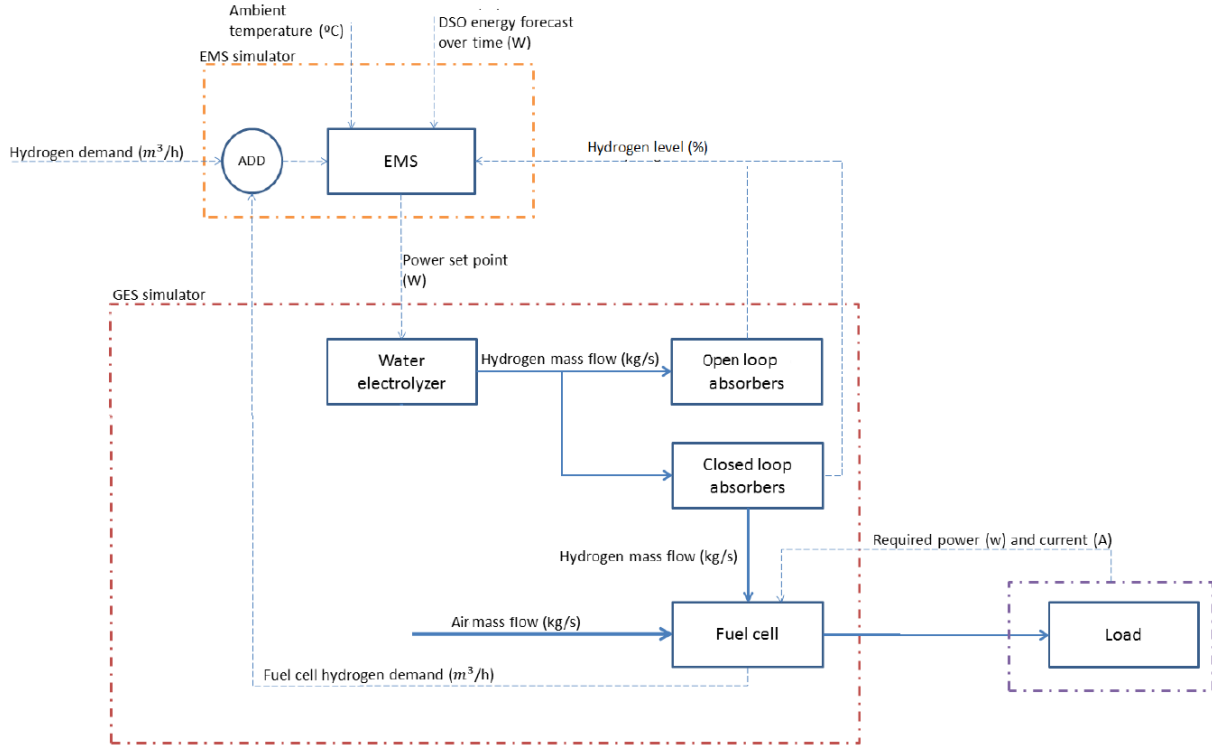 Ambient
temperature (ºC)
DSO energy forecast
over time (W)
EMS simulator
Hydrogen demand (m³/h)
ADD
EMS
Hydrogen level (%)
Power set point
(W)
GES simulator
Water
electrolyzer
Hydrogen mass flow (kg/s)
Open loop
absorbers
Closed loop
absorbers
Hydrogen mass flow (kg/s)
Required power (w) and current (A)
Air mass flow (kg/s)
Fuel cell
Load
Fuel cell hydrogen demand (m³/h)